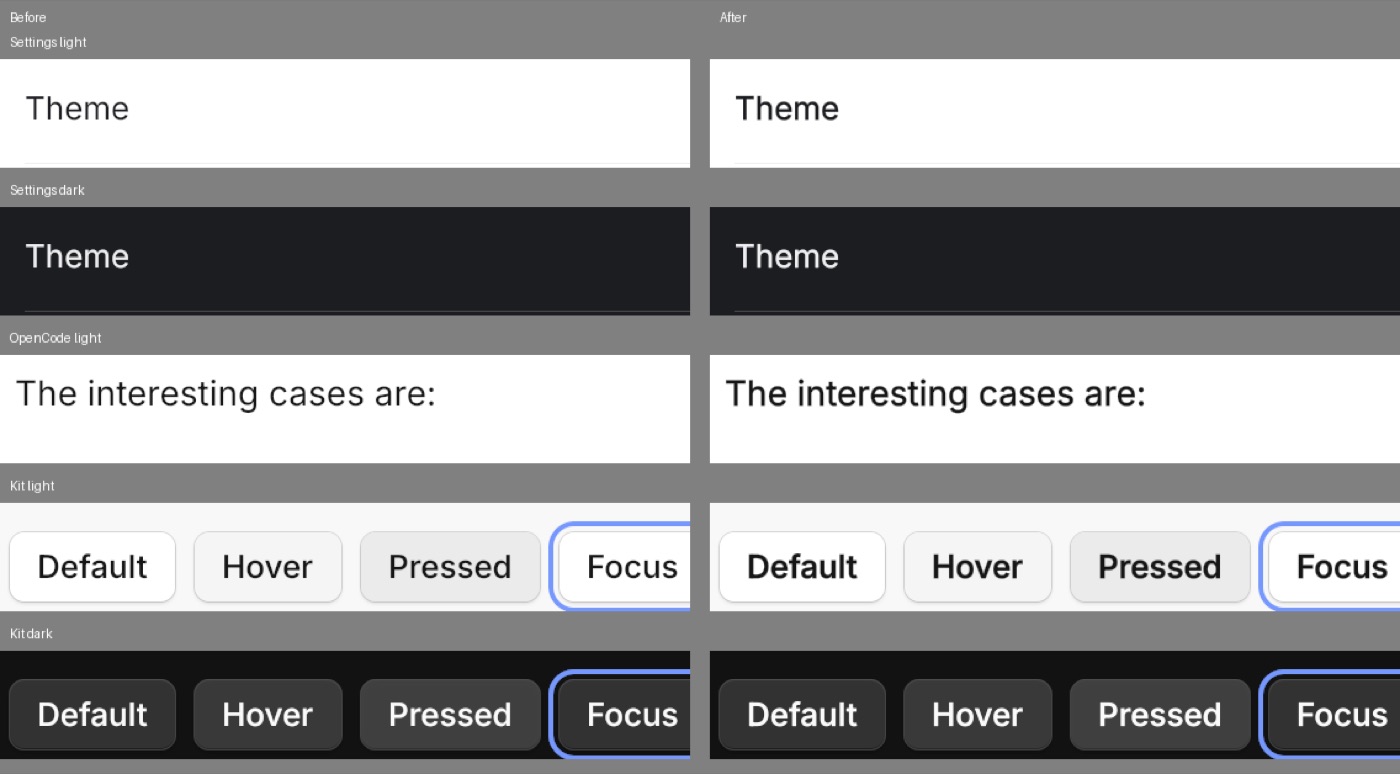 Before After
Settings light
Theme Theme
Settings dark
Theme Theme
OpenCode light
The interesting cases are: The interesting cases are:
Kit light
Default Hover Pressed Focus Default Hover Pressed Focus
Kit dark
Default Hover Pressed Focus Default Hover Pressed Focus